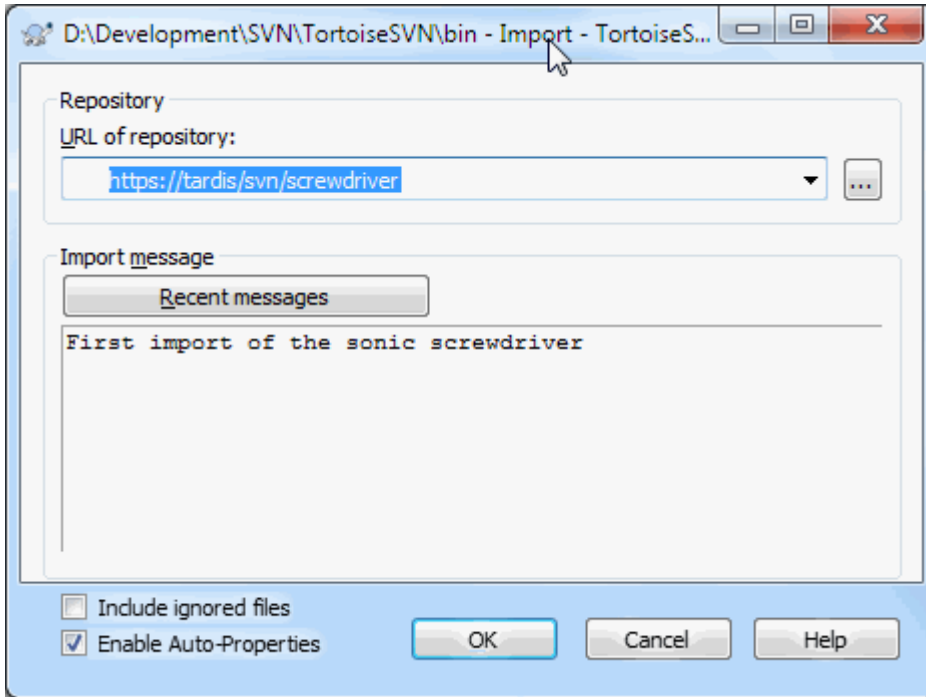 D:\Development\SVN\TortoiseSVN\bin - Import - TortoiseS...
Repository
URL of repository:
https://tardis/svn/screwdriver
...
Import message
Recent messages
First import of the sonic screwdriver
Include ignored files
Enable Auto-Properties
OK Cancel Help